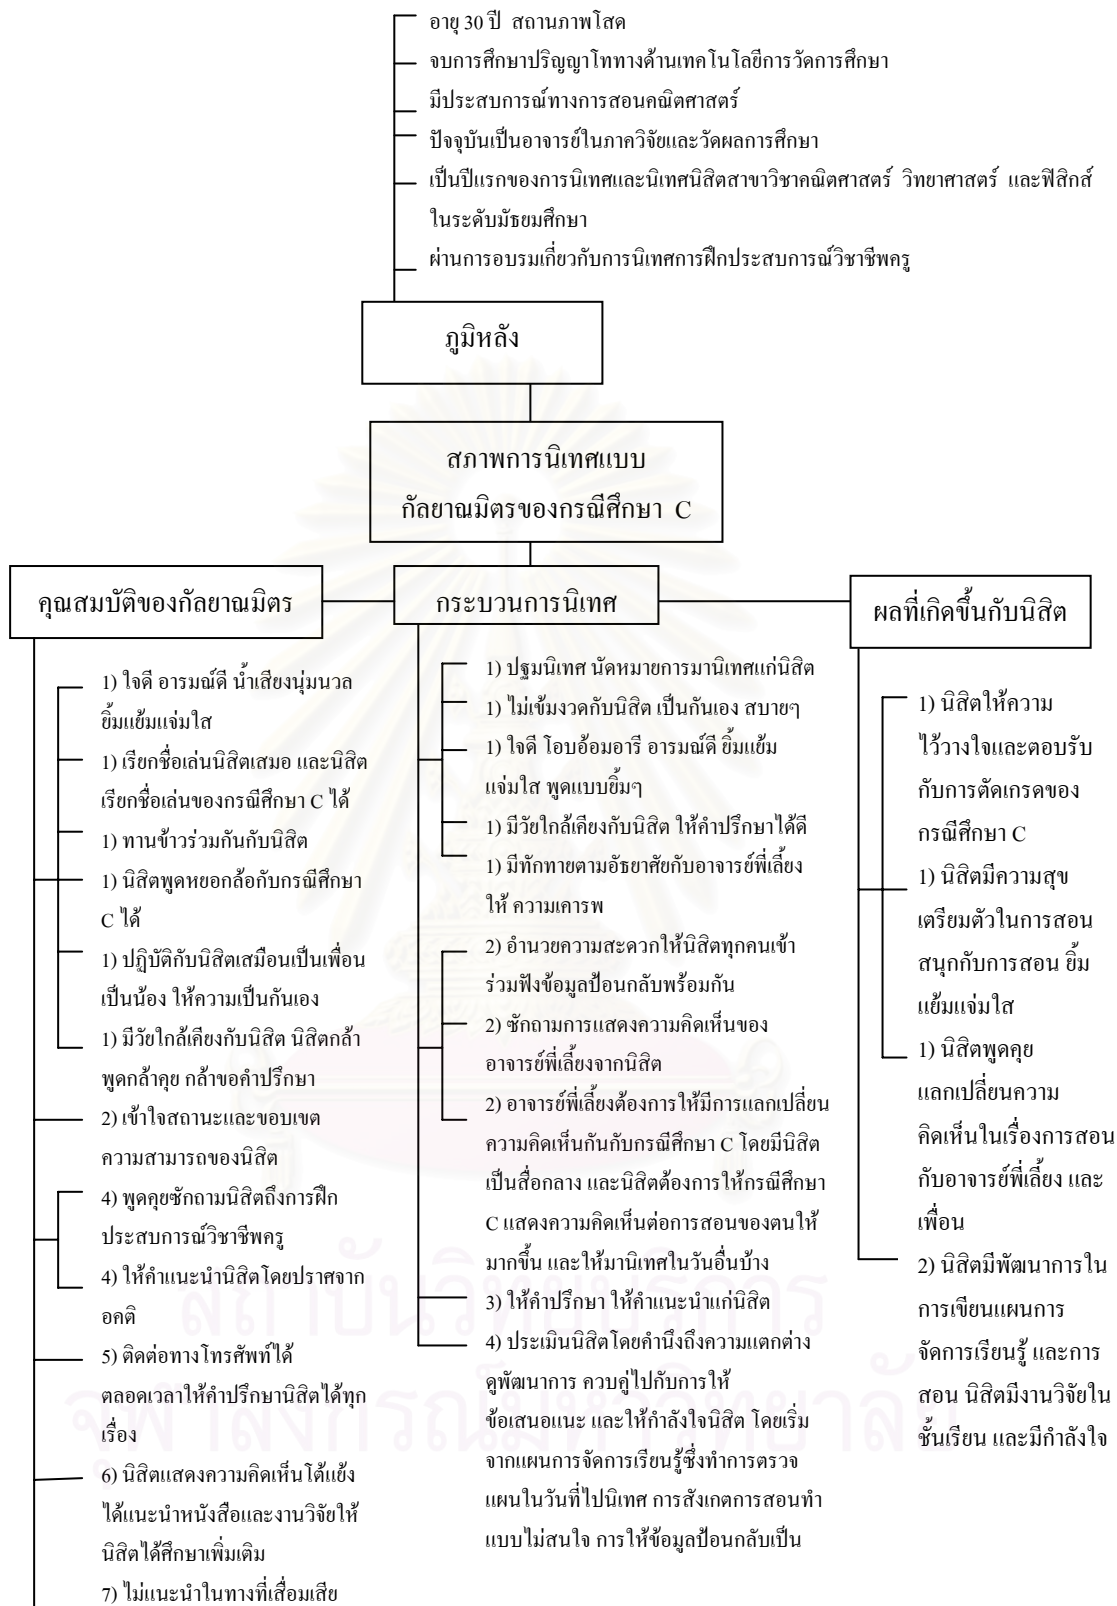 อายุ 30 ปี  สถานภาพโสด
จบการศึกษาปริญญาโททางด้านเทคโนโลยีการวัดการศึกษา
มีประสบการณ์ทางการสอนคณิตศาสตร์
ปัจจุบันเป็นอาจารย์ในภาควิจัยและวัดผลการศึกษา
เป็นปีแรกของการนิเทศและนิเทศนิสิตสาขาวิชาคณิตศาสตร์  วิทยาศาสตร์  และฟิสิกส์
ในระดับมัธยมศึกษา
ผ่านการอบรมเกี่ยวกับการนิเทศการฝึกประสบการณ์วิชาชีพครู
ภูมิหลัง
สภาพการนิเทศแบบ
กัลยาณมิตรของกรณีศึกษา  C
คุณสมบัติของกัลยาณมิตร
1) ใจดี อารมณ์ดี น้ำเสียงนุ่มนวล
ยิ้มแย้มแจ่มใส
1) เรียกชื่อเล่นนิสิตเสมอ และนิสิต
เรียกชื่อเล่นของกรณีศึกษา C ได้
1) ทานข้าวร่วมกันกับนิสิต
1) นิสิตพูดหยอกล้อกับกรณีศึกษา
C ได้
1) ปฏิบัติกับนิสิตเสมือนเป็นเพื่อน
เป็นน้อง ให้ความเป็นกันเอง
1) มีวัยใกล้เคียงกับนิสิต นิสิตกล้า
พูดกล้าคุย กล้าขอคำปรึกษา
2) เข้าใจสถานะและขอบเขต
ความสามารถของนิสิต
4) พูดคุยซักถามนิสิตถึงการฝึก
ประสบการณ์วิชาชีพครู
4) ให้คำแนะนำนิสิตโดยปราศจาก
อคติ
5) ติดต่อทางโทรศัพท์ได้
ตลอดเวลาให้คำปรึกษานิสิตได้ทุก
เรื่อง
6) นิสิตแสดงความคิดเห็นโต้แย้ง
ได้แนะนำหนังสือและงานวิจัยให้
นิสิตได้ศึกษาเพิ่มเติม
7) ไม่แนะนำในทางที่เสื่อมเสีย
กระบวนการนิเทศ
1) ปฐมนิเทศ นัดหมายการมานิเทศแก่นิสิต
1) ไม่เข้มงวดกับนิสิต เป็นกันเอง สบายๆ
1) ใจดี โอบอ้อมอารี อารมณ์ดี ยิ้มแย้ม
แจ่มใส พูดแบบยิ้มๆ
1) มีวัยใกล้เคียงกับนิสิต ให้คำปรึกษาได้ดี
1) มีทักทายตามอัธยาศัยกับอาจารย์พี่เลี้ยง
ให้ ความเคารพ
2) อำนวยความสะดวกให้นิสิตทุกคนเข้า
ร่วมฟังข้อมูลป้อนกลับพร้อมกัน
2) ซักถามการแสดงความคิดเห็นของ
อาจารย์พี่เลี้ยงจากนิสิต
2) อาจารย์พี่เลี้ยงต้องการให้มีการแลกเปลี่ยน
ความคิดเห็นกันกับกรณีศึกษา C โดยมีนิสิต
เป็นสื่อกลาง และนิสิตต้องการให้กรณีศึกษา
C แสดงความคิดเห็นต่อการสอนของตนให้
มากขึ้น และให้มานิเทศในวันอื่นบ้าง
3) ให้คำปรึกษา ให้คำแนะนำแก่นิสิต
4) ประเมินนิสิตโดยคำนึงถึงความแตกต่าง
ดูพัฒนาการ ควบคู่ไปกับการให้
ข้อเสนอแนะ และให้กำลังใจนิสิต โดยเริ่ม
จากแผนการจัดการเรียนรู้ซึ่งทำการตรวจ
แผนในวันที่ไปนิเทศ การสังเกตการสอนทำ
แบบไม่สนใจ การให้ข้อมูลป้อนกลับเป็น
ผลที่เกิดขึ้นกับนิสิต
1) นิสิตให้ความ
ไว้วางใจและตอบรับ
กับการตัดเกรดของ
กรณีศึกษา C
1) นิสิตมีความสุข
เตรียมตัวในการสอน
สนุกกับการสอน ยิ้ม
แย้มแจ่มใส
1) นิสิตพูดคุย
แลกเปลี่ยนความ
คิดเห็นในเรื่องการสอน
กับอาจารย์พี่เลี้ยง และ
เพื่อน
2) นิสิตมีพัฒนาการใน
การเขียนแผนการ
จัดการเรียนรู้ และการ
สอน นิสิตมีงานวิจัยใน
ชั้นเรียน และมีกำลังใจ
สถาบันวิทยบริการ
จุฬาลงกรณ์มหาวิทยาลัย